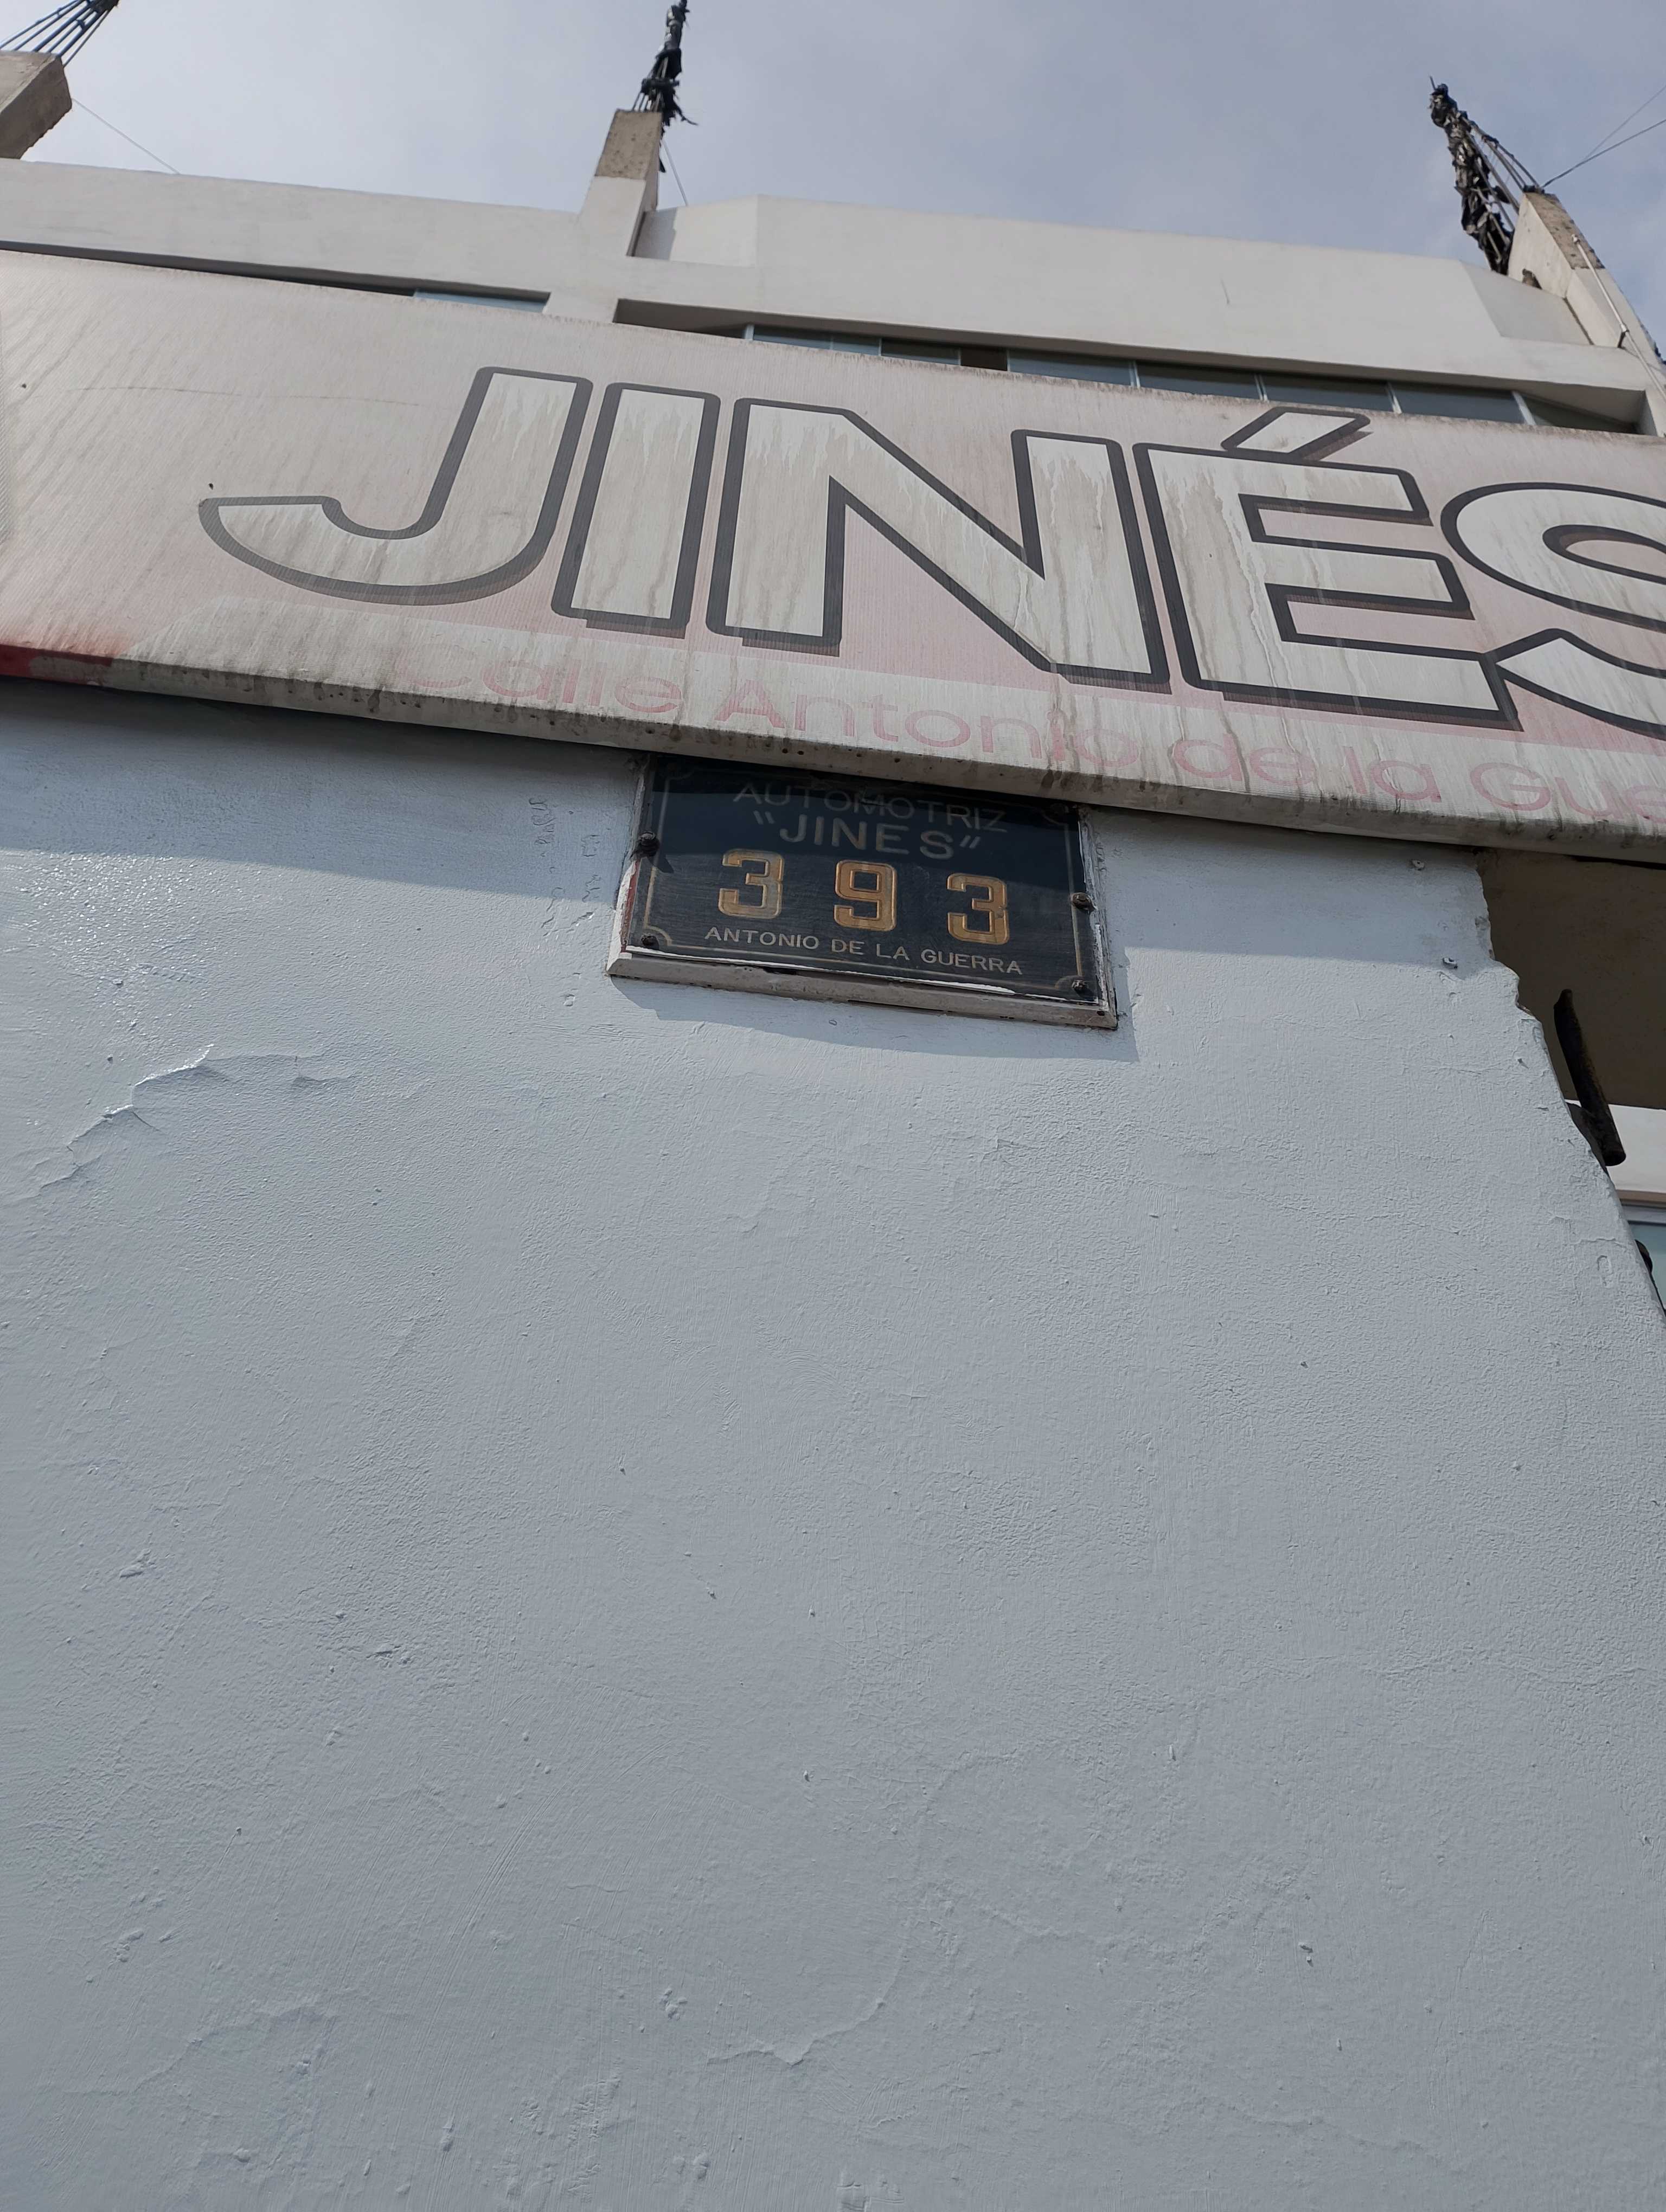 JINÉS
Calle Antonio de la Gue
AUTOMOTRIZ
"JINES"
393
ANTONIO DE LA GUERRA